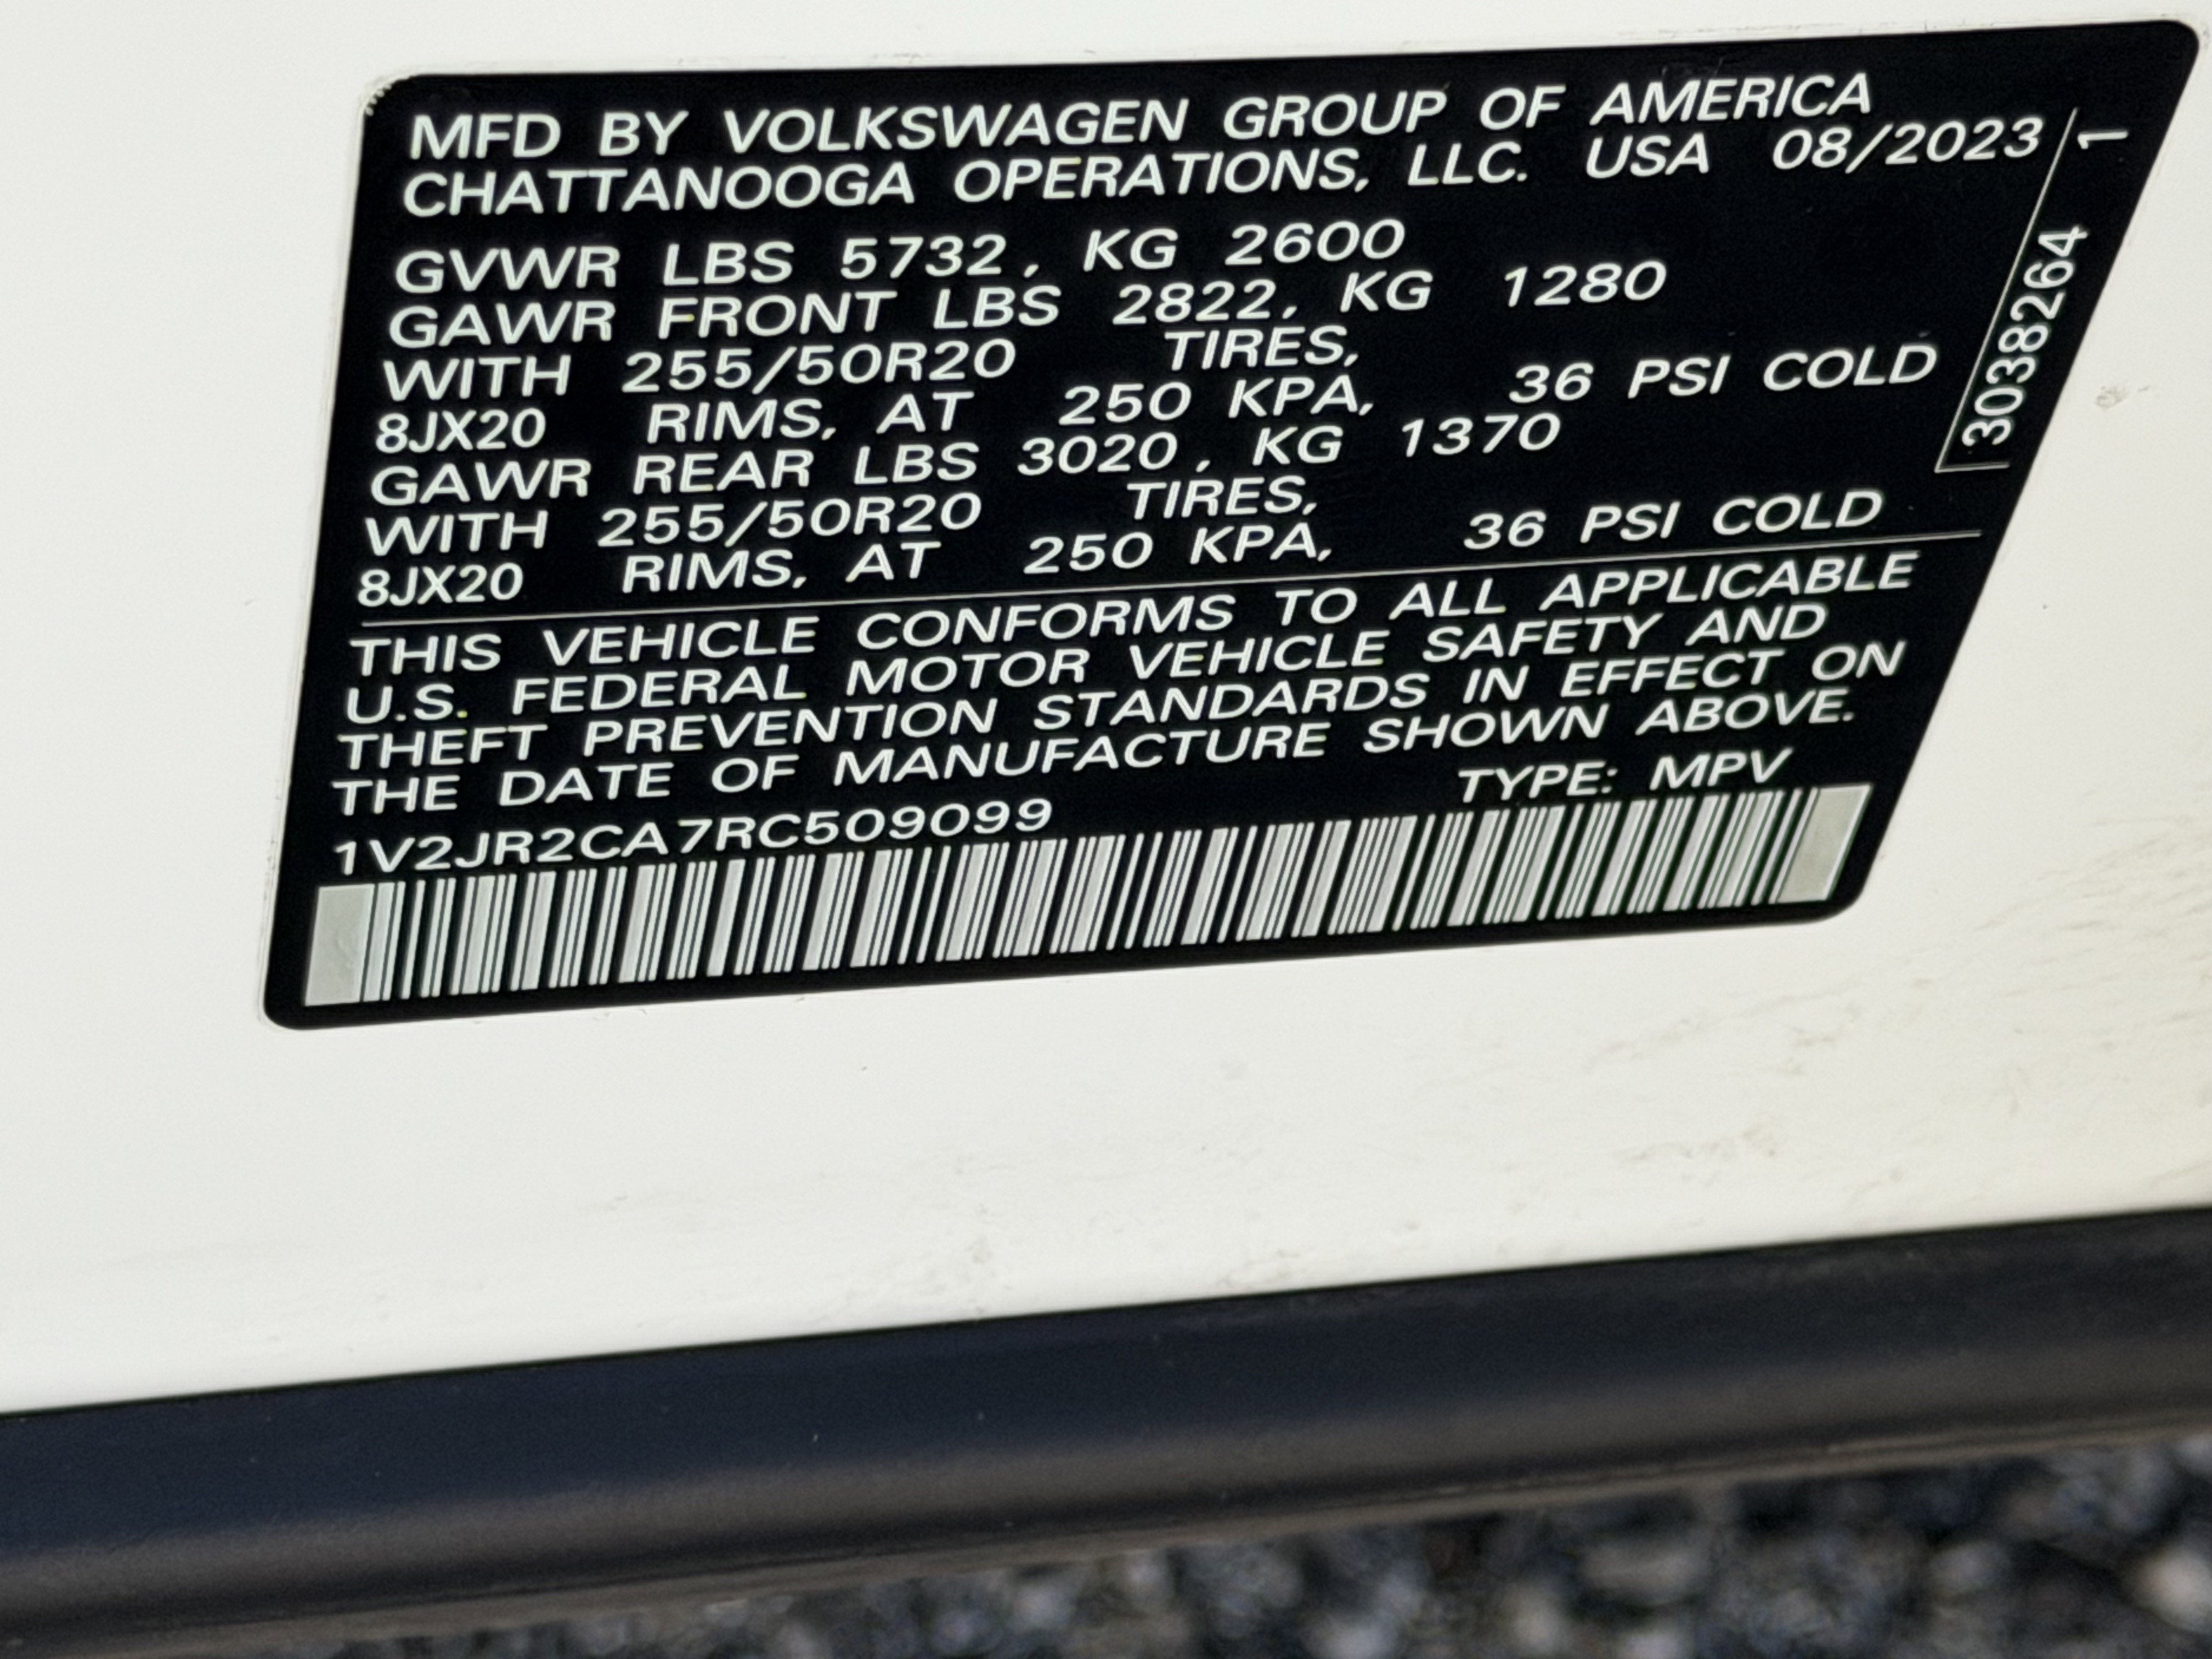 MFD BY VOLKSWAGEN GROUP OF AMERICA
CHATTANOOGA OPERATIONS, LLC. USA 08/2023
GVWR LBS 5732, KG 2600
GAWR FRONT LBS 2822, KG 1280
WITH 255/50R20 TIRES,
8JX20 RIMS, AT 250 KPA, 36 PSI COLD
GAWR REAR LBS 3020, KG 1370
WITH 255/50R20 TIRES,
8JX20 RIMS, AT 250 KPA, 36 PSI COLD
THIS VEHICLE CONFORMS TO ALL APPLICABLE
U.S. FEDERAL MOTOR VEHICLE SAFETY AND
THEFT PREVENTION STANDARDS IN EFFECT ON
THE DATE OF MANUFACTURE SHOWN ABOVE.
TYPE: MPV
1V2JR2CA7RC509099
3038264 1